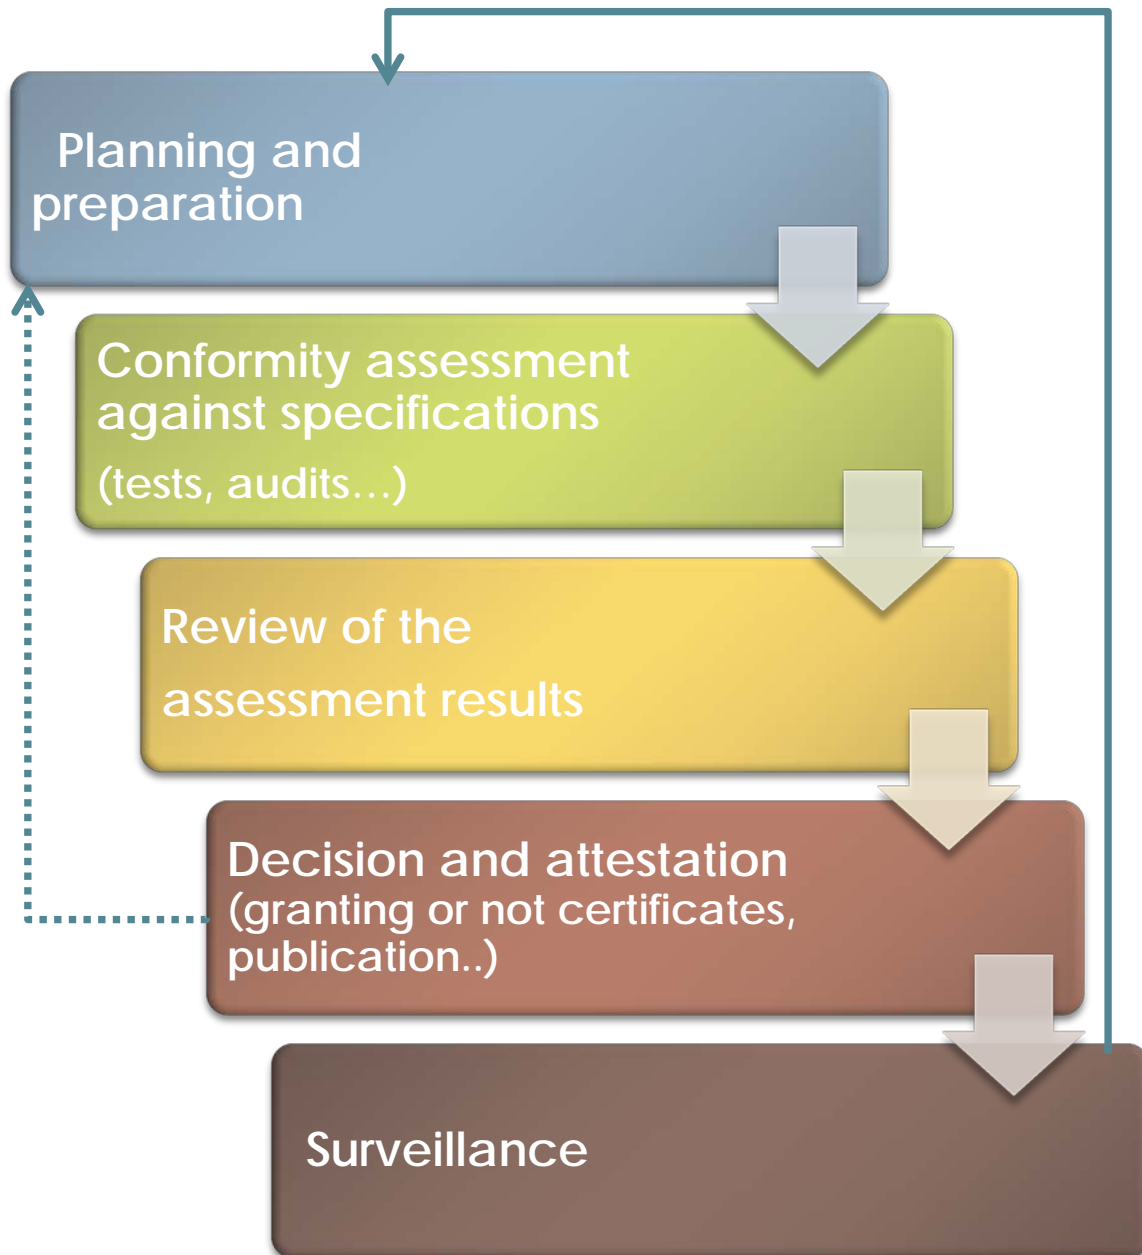 Planning and
preparation
Conformity assessment
against specifications
(tests, audits…)
Review of the
assessment results
Decision and attestation
(granting or not certificates,
publication..)
Surveillance